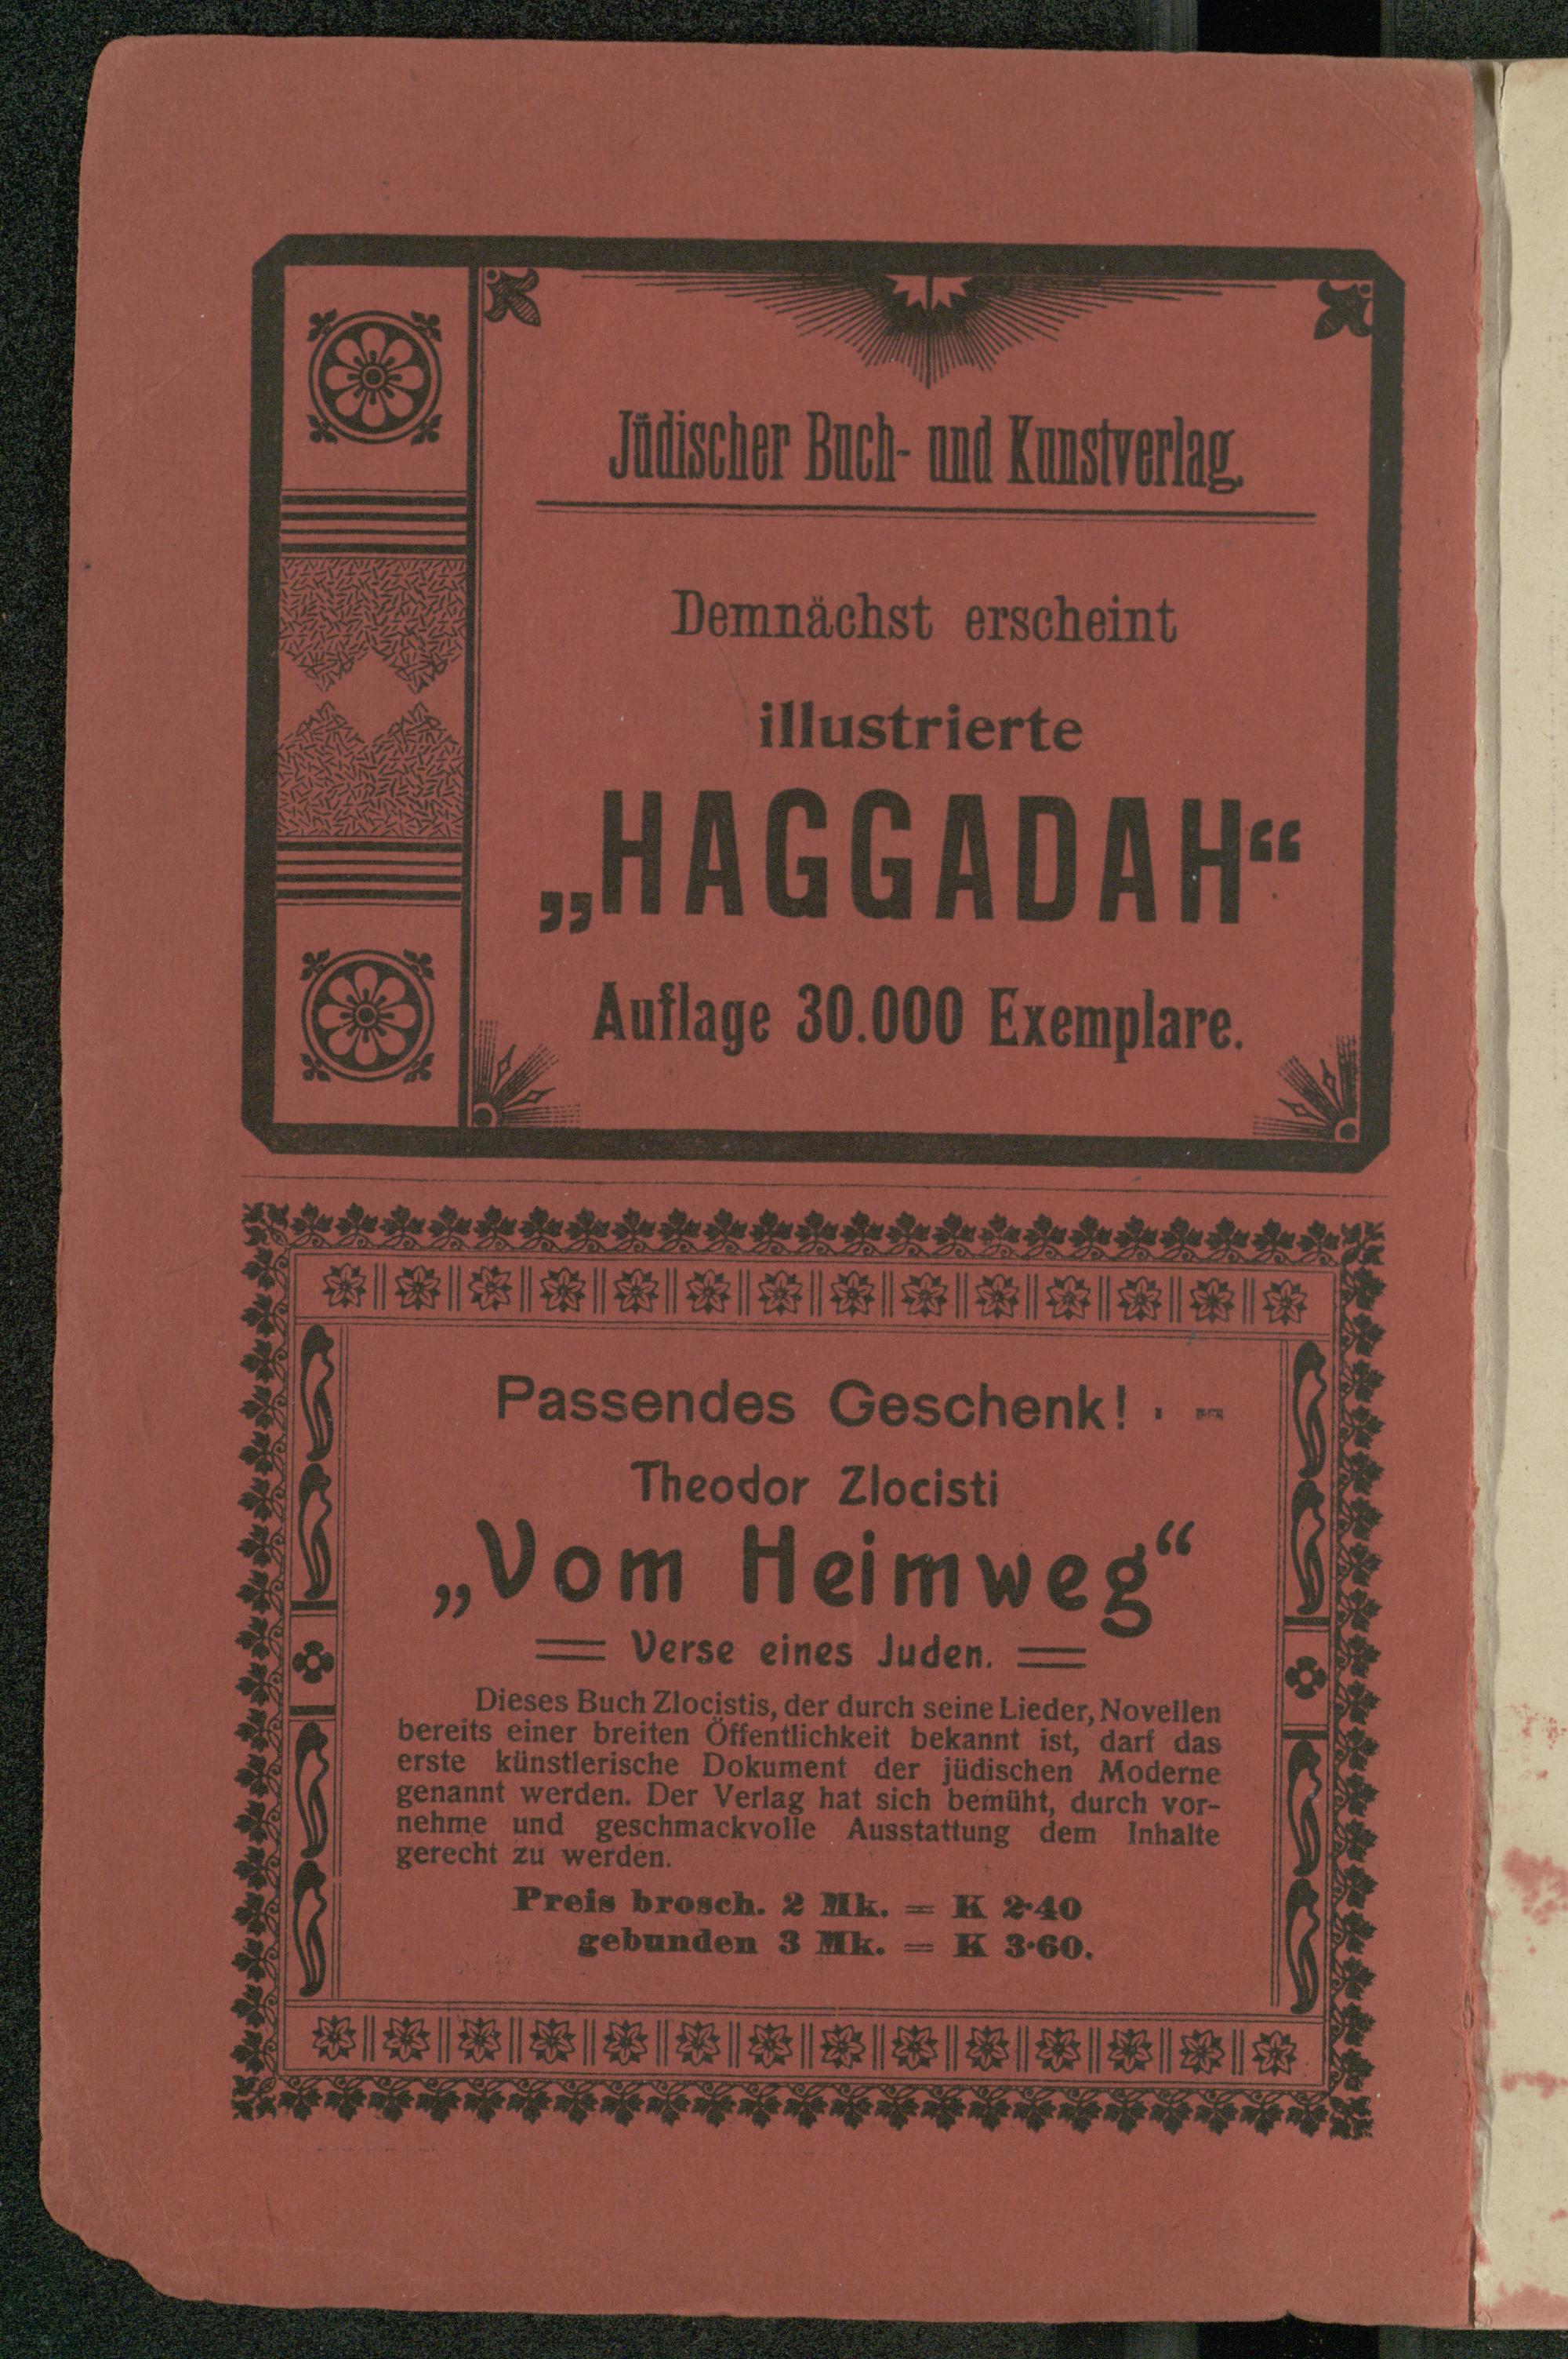 Jüdischer Buch- und Kunstverlag.
Demnächst erscheint
illustrierte
„HAGGADAH“
Auflage 30.000 Exemplare.
Passendes Geschenk!
Theodor Zlocisti
„Vom Heimweg“
Verse eines Juden.
Dieses Buch Zlocistis, der durch seine Lieder, Novellen
bereits einer breiten Öffentlichkeit bekannt ist, darf das
erste künstlerische Dokument der jüdischen Moderne
genannt werden. Der Verlag hat sich bemüht, durch vor-
nehme und geschmackvolle Ausstattung dem Inhalte
gerecht zu werden.
Preis brosch. 2 Mk. = K 2·40
gebunden 3 Mk. = K 3·60.